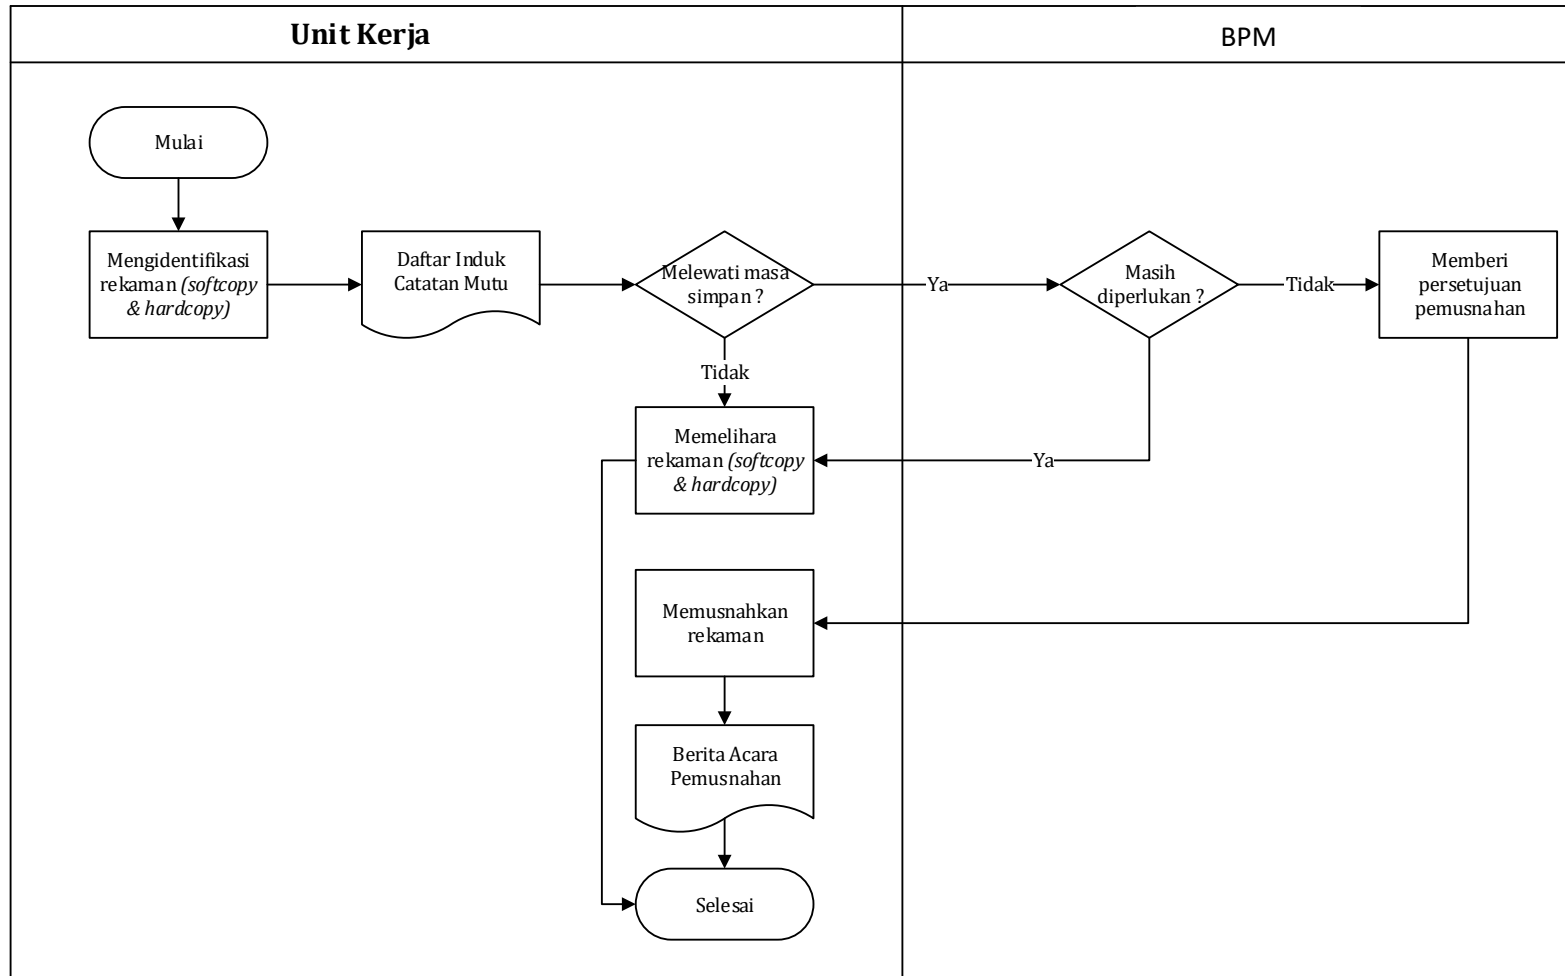 Unit Kerja
BPM
Mulai
Mengidentifikasi
rekaman (softcopy
& hardcopy)
Daftar Induk
Catatan Mutu
Melewati masa
simpan ?
Ya
Masih
diperlukan ?
Tidak
Memberi
persetujuan
pemusnahan
Tidak
Memelihara
rekaman (softcopy
& hardcopy)
Ya
Memusnahkan
rekaman
Berita Acara
Pemusnahan
Selesai